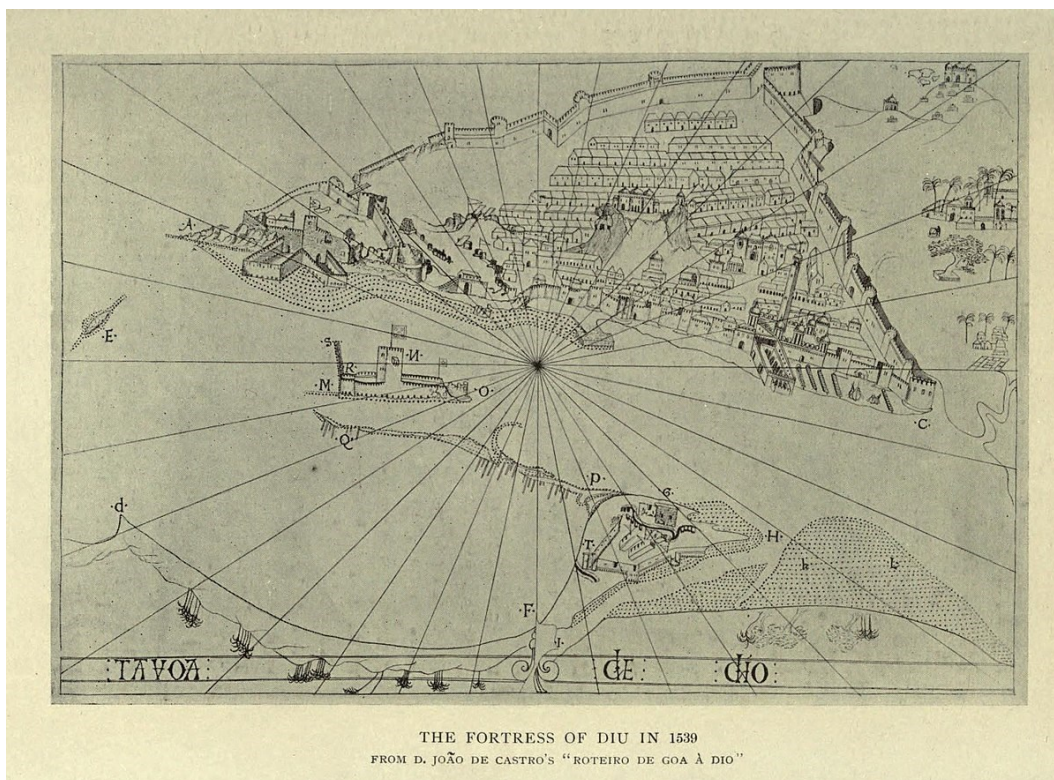 ·A·
·E·
·S·
·N·
·R·
·M·
·O·
·C·
·Q·
·P·
·G·
·d·
·H·
·T·
·k·
·L·
·F·
·I·
:TAVOA: :DE: :DIO:
THE FORTRESS OF DIU IN 1539
FROM D. JOÃO DE CASTRO'S "ROTEIRO DE GOA À DIO"